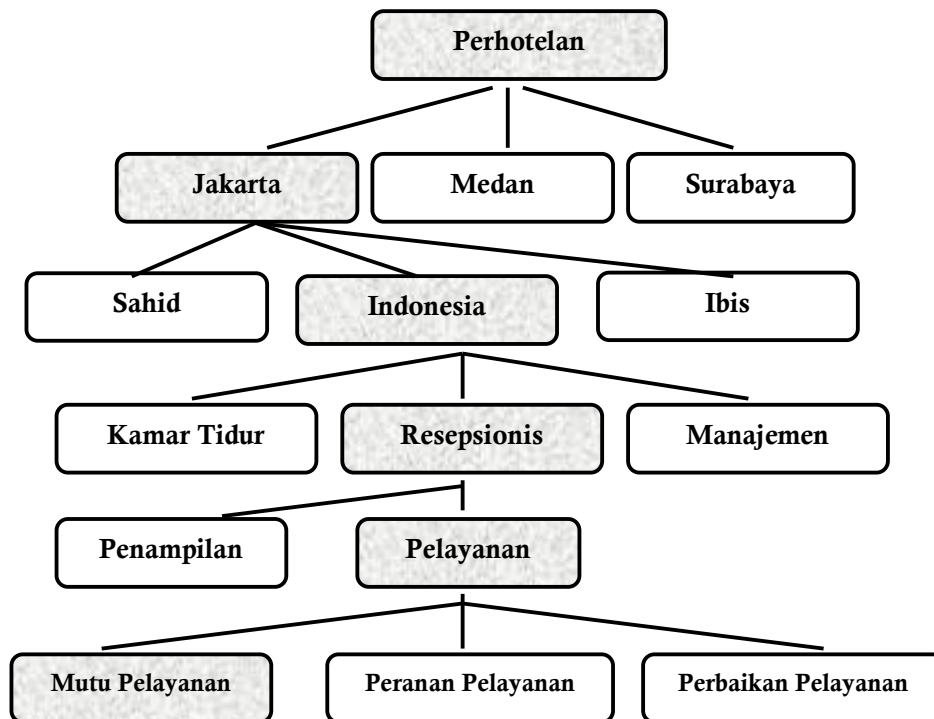 Perhotelan
Jakarta
Medan
Surabaya
Sahid
Indonesia
Ibis
Kamar Tidur
Resepsionis
Manajemen
Penampilan
Pelayanan
Mutu Pelayanan
Peranan Pelayanan
Perbaikan Pelayanan